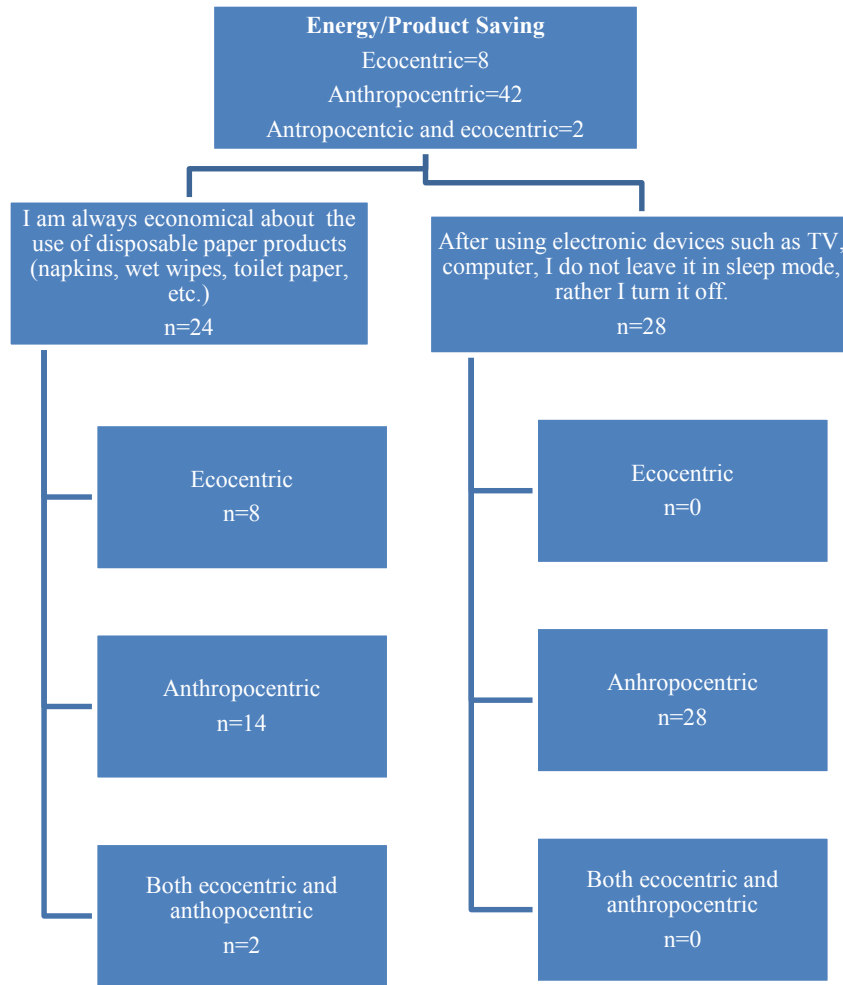 Energy/Product Saving
Ecocentric=8
Anthropocentric=42
Antropocentcic and ecocentric=2
I am always economical about the
use of disposable paper products
(napkins, wet wipes, toilet paper,
etc.)
n=24
After using electronic devices such as TV,
computer, I do not leave it in sleep mode,
rather I turn it off.
n=28
Ecocentric
n=8
Ecocentric
n=0
Anthropocentric
n=14
Anhropocentric
n=28
Both ecocentric and
anthopocentric
n=2
Both ecocentric and
anthropocentric
n=0